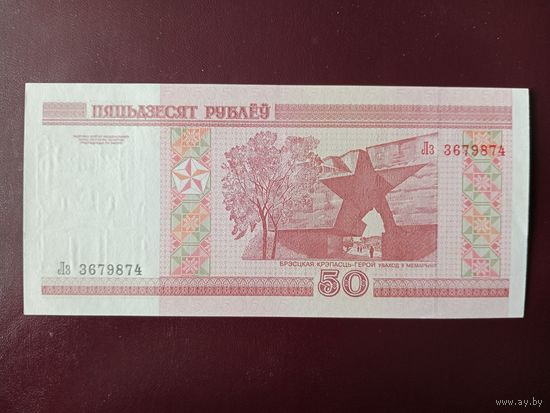 ПЯЦЬДЗЕСЯТ РУБЛЁЎ
Лз 3679874
БРЭСЦКАЯ КРЭПАСЦЬ-ГЕРОЙ УВАХОД У МЕМАРЫЯЛ
Лз 3679874
50
www.ay.by